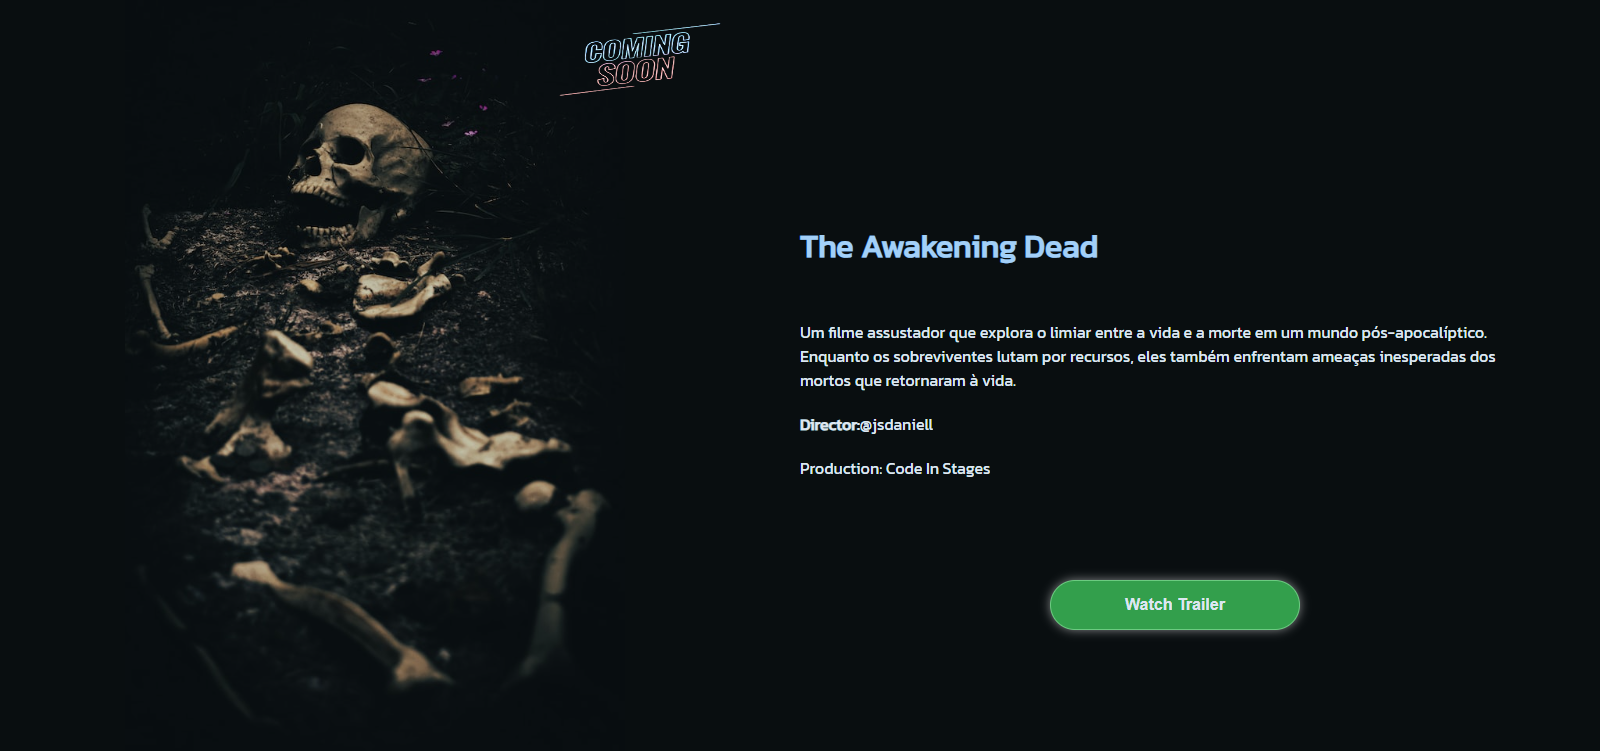 COMING
SOON
The Awakening Dead
Um filme assustador que explora o limiar entre a vida e a morte em um mundo pós-apocalíptico.
Enquanto os sobreviventes lutam por recursos, eles também enfrentam ameaças inesperadas dos
mortos que retornaram à vida.
Director:@jsdaniell
Production: Code In Stages
Watch Trailer